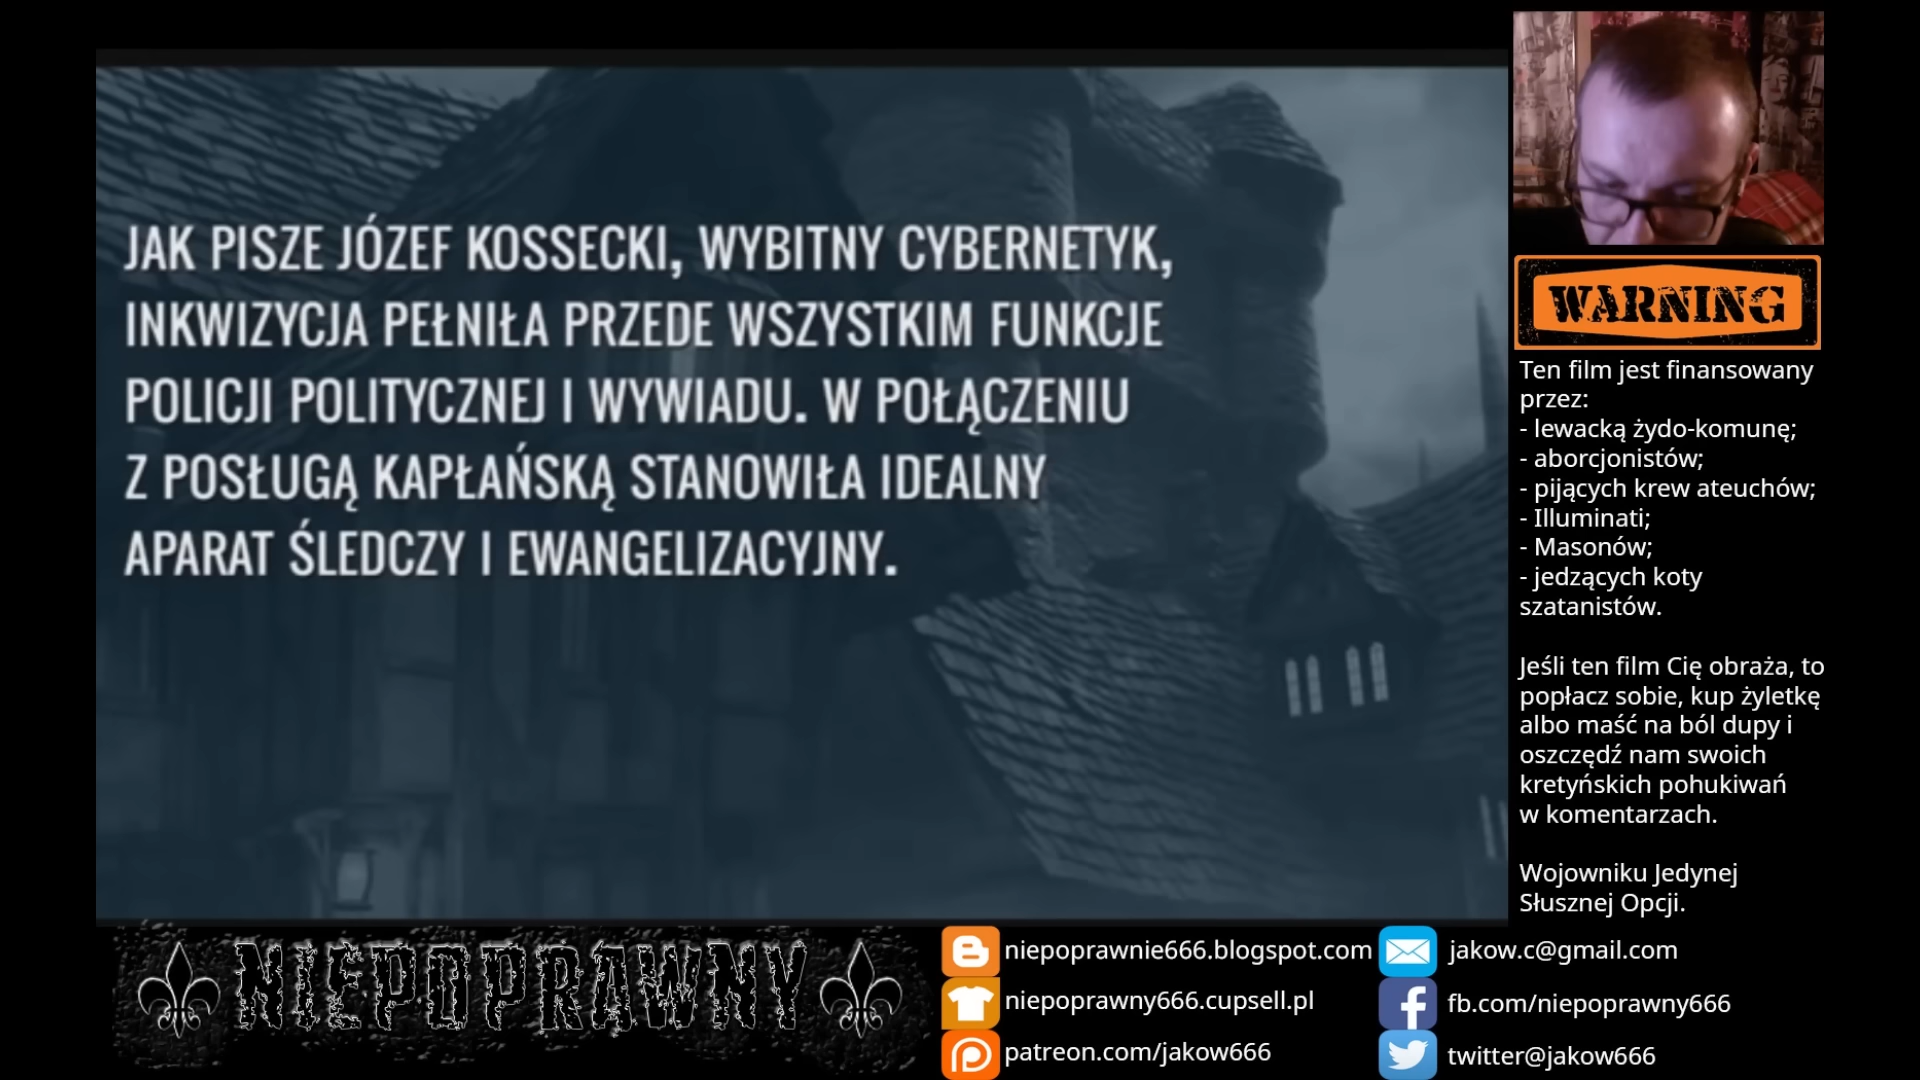 JAK PISZE JÓZEF KOSSECKI, WYBITNY CYBERNETYK,
INKWIZYCJA PEŁNIŁA PRZEDE WSZYSTKIM FUNKCJE
POLICJI POLITYCZNEJ I WYWIADU. W POŁĄCZENIU
Z POSŁUGĄ KAPŁAŃSKĄ STANOWIŁA IDEALNY
APARAT ŚLEDCZY I EWANGELIZACYJNY.
WARNING
Ten film jest finansowany
przez:
- lewacką żydo-komunę;
- aborcjonistów;
- pijących krew ateuchów;
- Illuminati;
- Masonów;
- jedzących koty
szatanistów.
Jeśli ten film Cię obraża, to
popłacz sobie, kup żyletkę
albo maść na ból dupy i
oszczędź nam swoich
kretyńskich pohukiwań
w komentarzach.
Wojowniku Jedynej
Słusznej Opcji.
NIEPOPRAWNY
niepoprawnie666.blogspot.com
niepoprawny666.cupsell.pl
patreon.com/jakow666
jakow.c@gmail.com
fb.com/niepoprawny666
twitter@jakow666